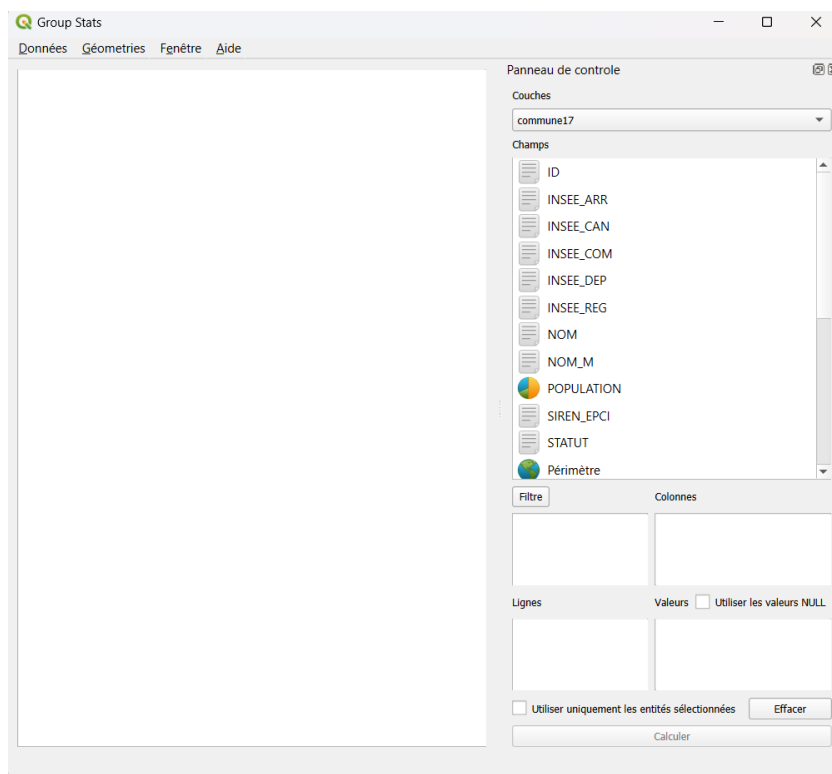 Group Stats
Données Géometries Fenêtre Aide
Panneau de controle
Couches
commune17
Champs
ID
INSEE_ARR
INSEE_CAN
INSEE_COM
INSEE_DEP
INSEE_REG
NOM
NOM_M
POPULATION
SIREN_EPCI
STATUT
Périmètre
Filtre Colonnes
Lignes Valeurs Utiliser les valeurs NULL
Utiliser uniquement les entités sélectionnées Effacer
Calculer